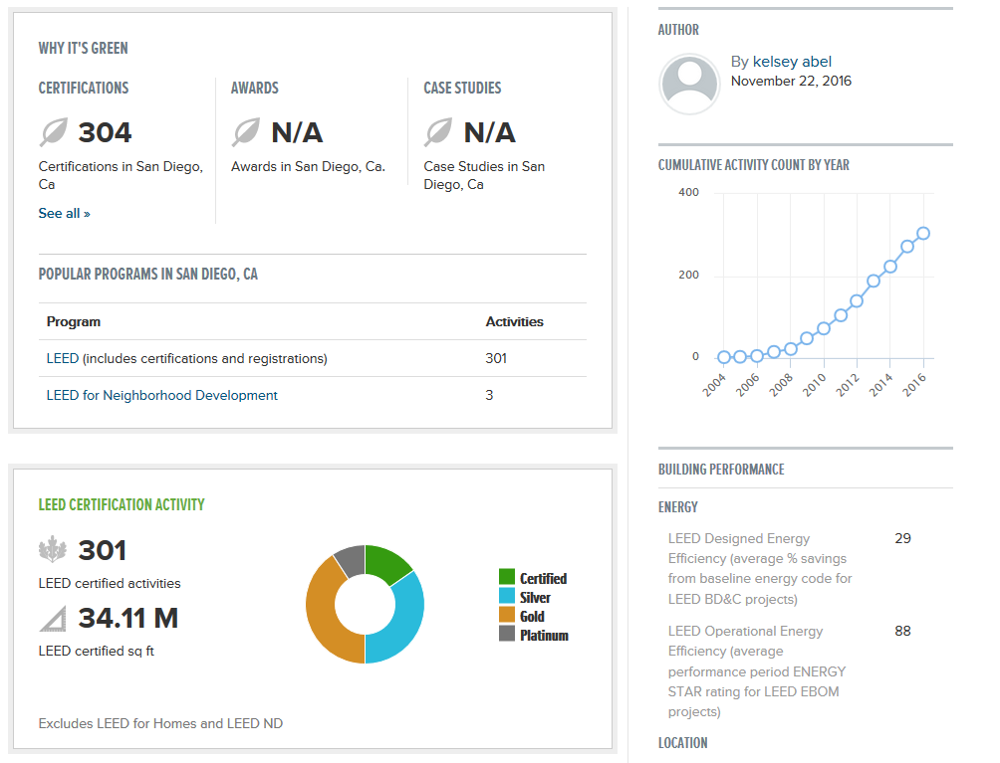 WHY IT'S GREEN
CERTIFICATIONS
304
Certifications in San Diego,
Ca
See all »
AWARDS
N/A
Awards in San Diego, Ca.
CASE STUDIES
N/A
Case Studies in San
Diego, Ca
POPULAR PROGRAMS IN SAN DIEGO, CA
Program Activities
LEED (includes certifications and registrations) 301
LEED for Neighborhood Development 3
LEED CERTIFICATION ACTIVITY
301
LEED certified activities
34.11 M
LEED certified sq ft
Certified
Silver
Gold
Platinum
Excludes LEED for Homes and LEED ND
AUTHOR
By kelsey abel
November 22, 2016
CUMULATIVE ACTIVITY COUNT BY YEAR
400
200
0
2004 2006 2008 2010 2012 2014 2016
BUILDING PERFORMANCE
ENERGY
LEED Designed Energy 29
Efficiency (average % savings
from baseline energy code for
LEED BD&C projects)
LEED Operational Energy 88
Efficiency (average
performance period ENERGY
STAR rating for LEED EBOM
projects)
LOCATION